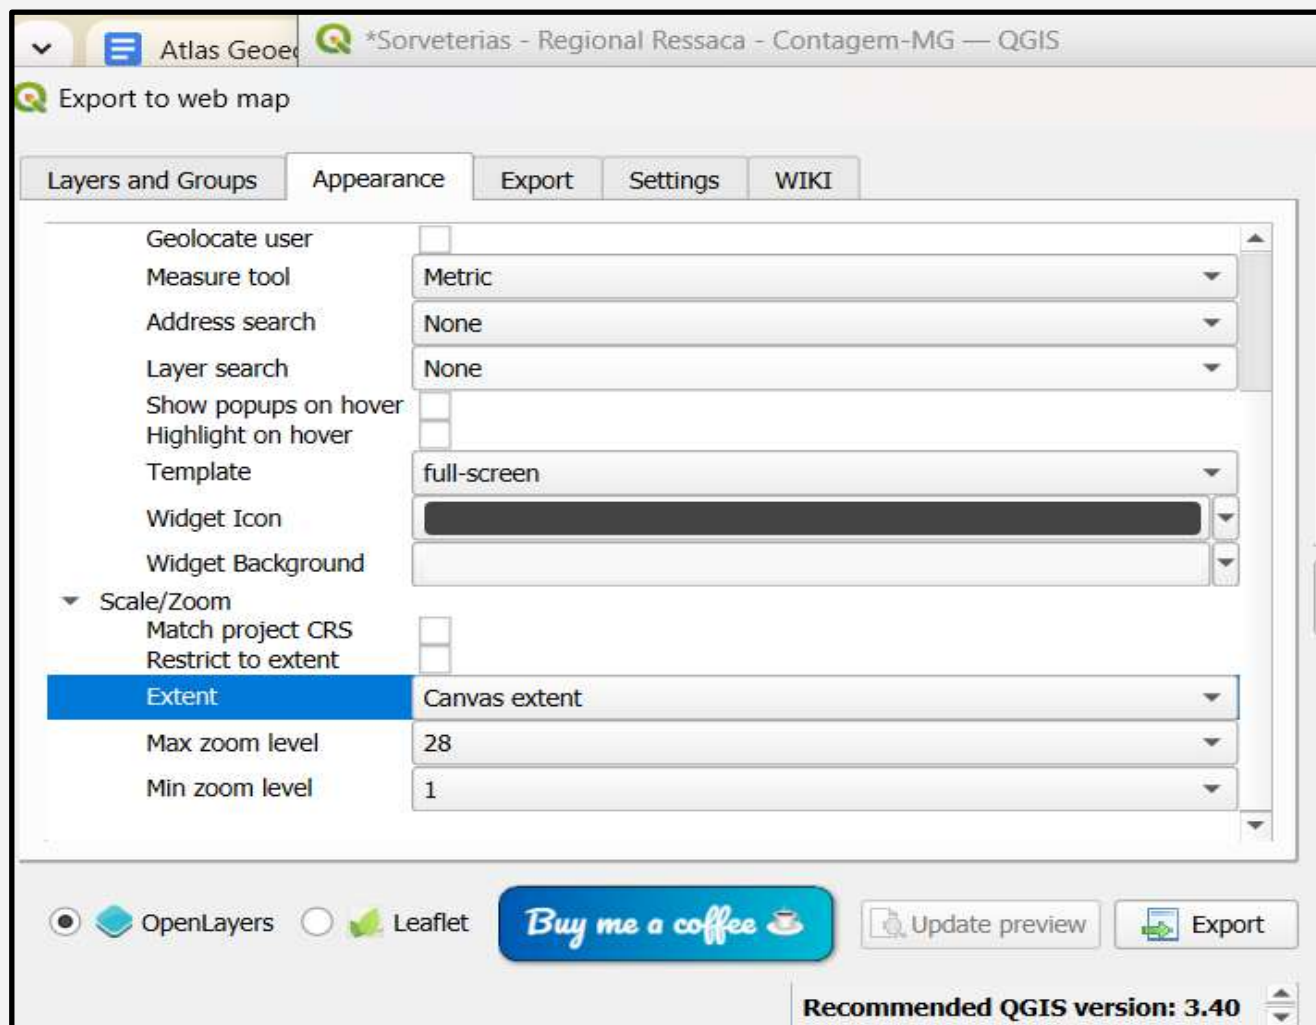 Atlas Geoec
*Sorveterias - Regional Ressaca - Contagem-MG — QGIS
Export to web map
Layers and Groups Appearance Export Settings WIKI
Geolocate user
Measure tool Metric
Address search None
Layer search None
Show popups on hover
Highlight on hover
Template full-screen
Widget Icon
Widget Background
Scale/Zoom
Match project CRS
Restrict to extent
Extent Canvas extent
Max zoom level 28
Min zoom level 1
OpenLayers Leaflet Buy me a coffee Update preview Export
Recommended QGIS version: 3.40